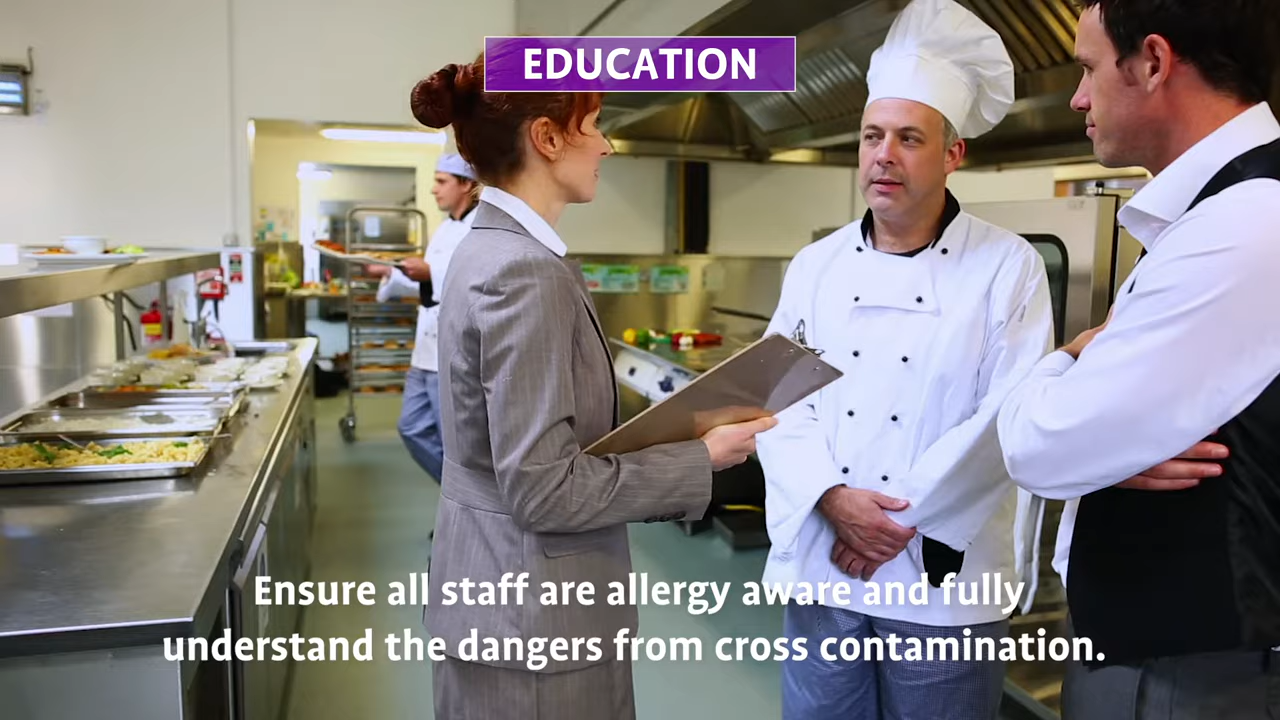 EDUCATION
Ensure all staff are allergy aware and fully
understand the dangers from cross contamination.